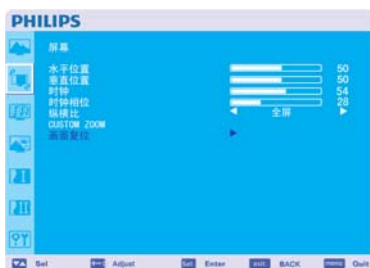 PHILIPS
屏幕
水平位置 50
垂直位置 50
时钟 54
时钟相位 28
纵横比 全屏
CUSTOM ZOOM
画面复位
Sel Adjust Set Enter exit BACK menu Quit